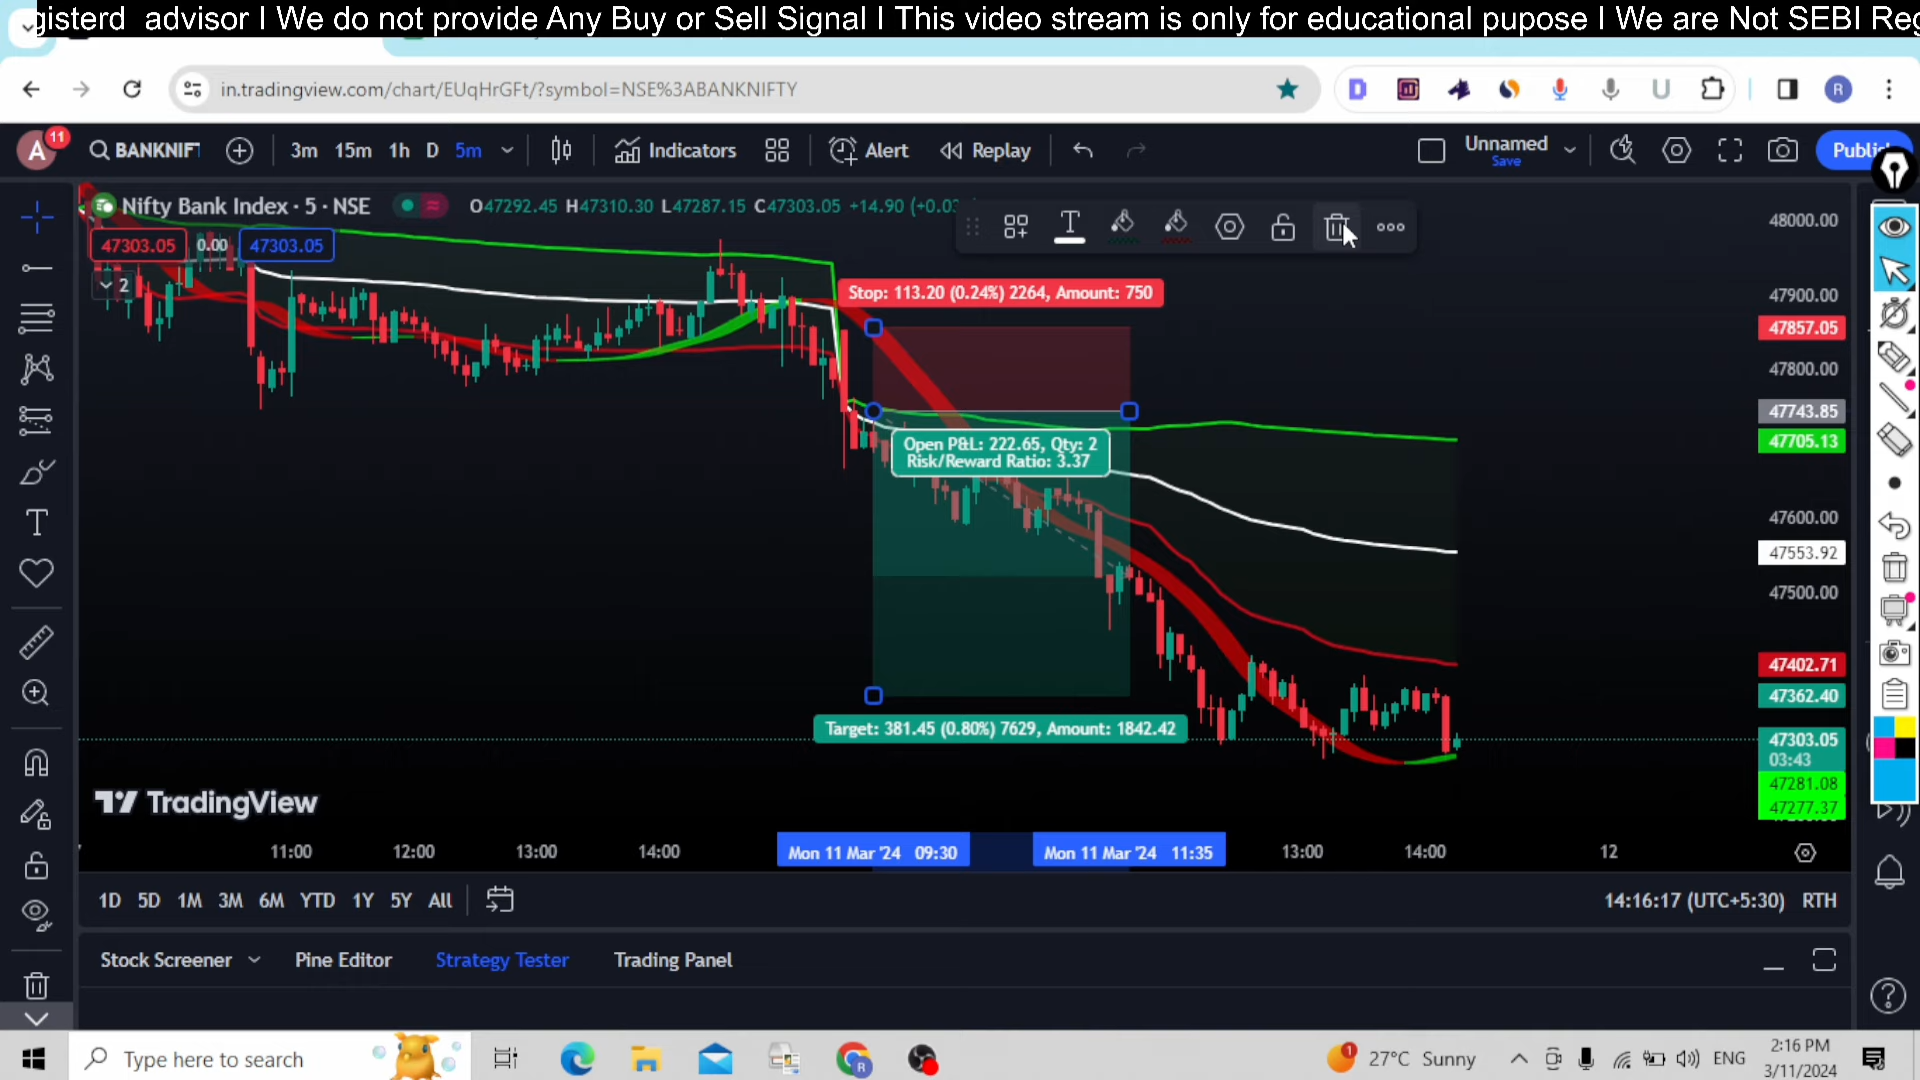 gisterd advisor I We do not provide Any Buy or Sell Signal I This video stream is only for educational pupose I We are Not SEBI Reg
in.tradingview.com/chart/EUqHrGFt/?symbol=NSE%3ABANKNIFTY
D
U
R
A
11
BANKNIFT
3m 15m 1h D 5m
Indicators
Alert
Replay
Unnamed
Save
Publi
Nifty Bank Index · 5 · NSE
O47292.45 H47310.30 L47287.15 C47303.05 +14.90 (+0.03
47303.05 0.00 47303.05
2
Stop: 113.20 (0.24%) 2264, Amount: 750
Open P&L: 222.65, Qty: 2
Risk/Reward Ratio: 3.37
Target: 381.45 (0.80%) 7629, Amount: 1842.42
48000.00
47900.00
47857.05
47800.00
47743.85
47705.13
47600.00
47553.92
47500.00
47402.71
47362.40
47303.05
03:43
47281.08
47277.37
TradingView
11:00 12:00 13:00 14:00 Mon 11 Mar '24 09:30 Mon 11 Mar '24 11:35 13:00 14:00 12
1D 5D 1M 3M 6M YTD 1Y 5Y All
14:16:17 (UTC+5:30) RTH
Stock Screener Pine Editor Strategy Tester Trading Panel
Type here to search
R
1
27°C Sunny
ENG
2:16 PM
3/11/2024